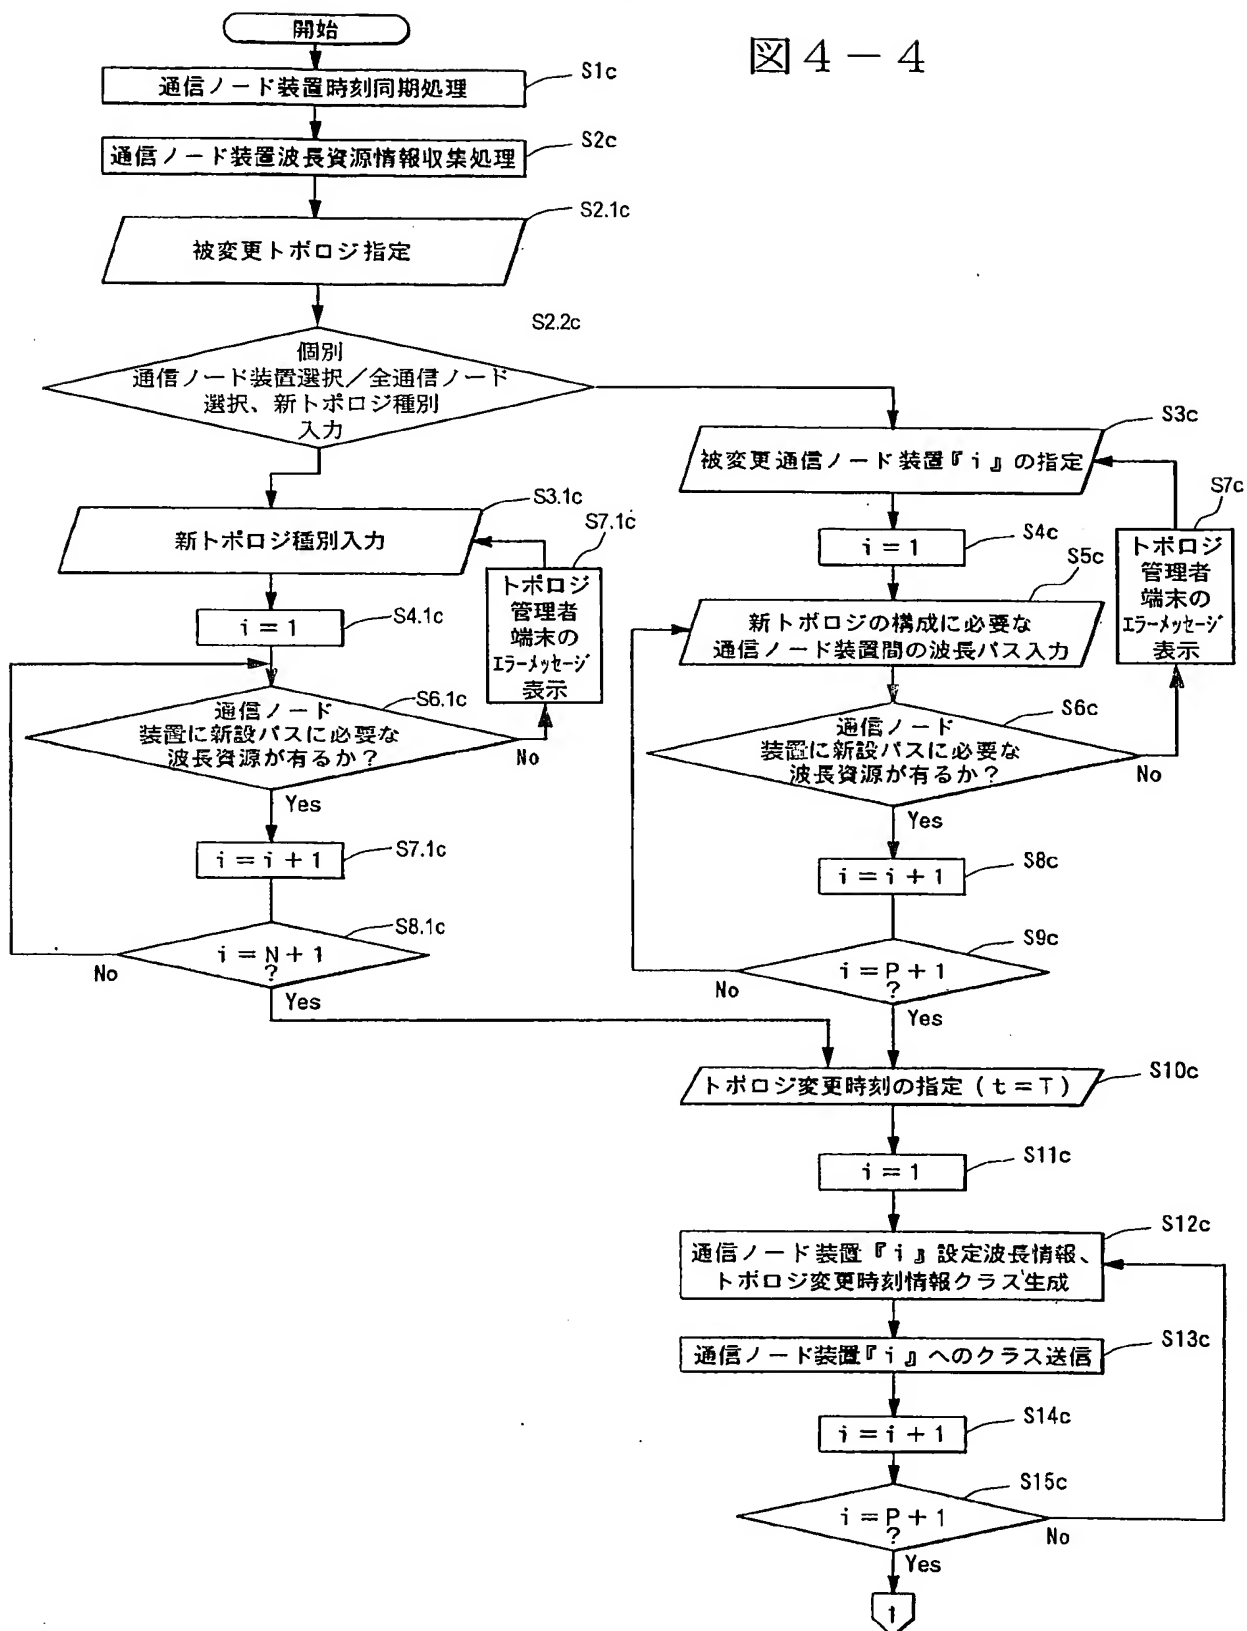 図4-4
開始
通信ノード装置時刻同期処理
S1c
通信ノード装置波長資源情報収集処理
S2c
被変更トポロジ指定
S2.1c
S2.2c
個別
通信ノード装置選択／全通信ノード
選択、新トポロジ種別
入力
新トポロジ種別入力
S3.1c
S7.1c
トポロジ
管理者
端末の
エラーメッセージ
表示
i=1
S4.1c
通信ノード
装置に新設パスに必要な
波長資源が有るか？
S6.1c
No
Yes
i=i+1
S7.1c
i=N+1
?
S8.1c
No
Yes
被変更通信ノード装置『i』の指定
S3c
i=1
S4c
S7c
トポロジ
管理者
端末の
エラーメッセージ
表示
新トポロジの構成に必要な
通信ノード装置間の波長パス入力
S5c
通信ノード
装置に新設パスに必要な
波長資源が有るか？
S6c
No
Yes
i=i+1
S8c
i=P+1
?
S9c
No
Yes
トポロジ変更時刻の指定（t=T）
S10c
i=1
S11c
通信ノード装置『i』設定波長情報、
トポロジ変更時刻情報クラス生成
S12c
通信ノード装置『i』へのクラス送信
S13c
i=i+1
S14c
i=P+1
?
S15c
No
Yes
1